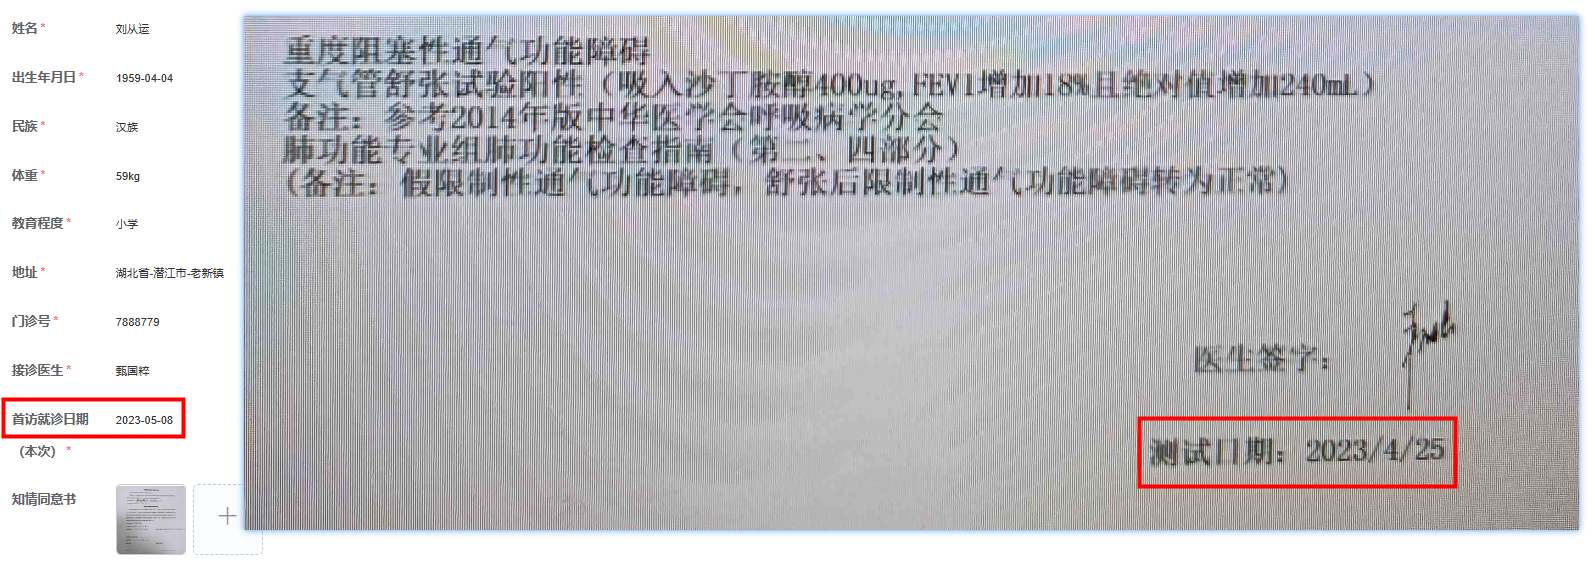 姓名 * 刘从运
出生年月日 * 1959-04-04
民族 * 汉族
体重 * 59kg
教育程度 * 小学
地址 * 湖北省-潜江市-老新镇
门诊号 * 7888779
接诊医生 * 甄国粹
首访就诊日期 2023-05-08
（本次） *
知情同意书
重度阻塞性通气功能障碍
支气管舒张试验阳性（吸入沙丁胺醇400ug,FEV1增加18%且绝对值增加240mL）
备注：参考2014年版中华医学会呼吸病学分会
肺功能专业组肺功能检查指南（第二、四部分）
(备注：假限制性通气功能障碍，舒张后限制性通气功能障碍转为正常)
医生签字：
测试日期：2023/4/25